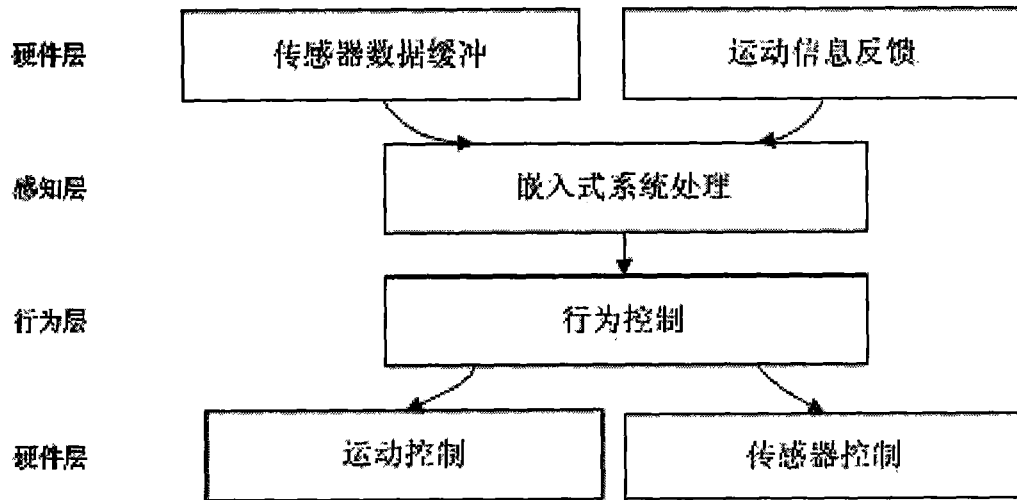 硬件层 传感器数据缓冲 运动信息反馈
感知层 嵌入式系统处理
行为层 行为控制
硬件层 运动控制 传感器控制